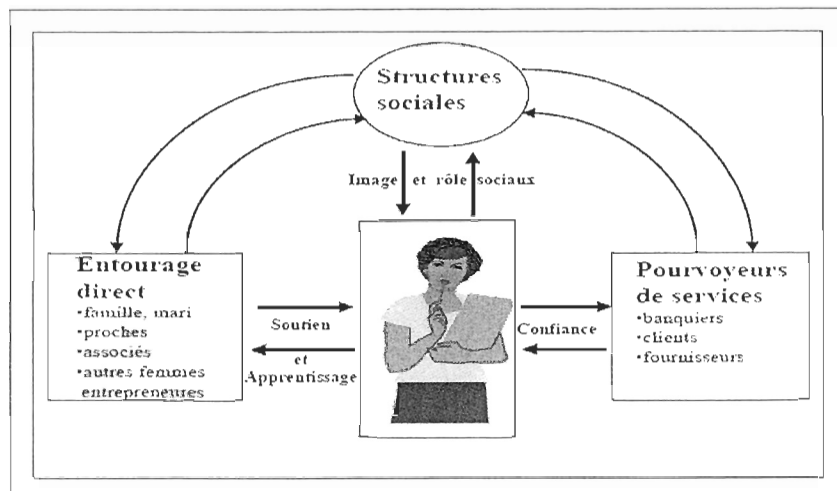 Structures
sociales
Image et rôle sociaux
Entourage
direct
•famille, mari
•proches
•associés
•autres femmes
entrepreneures
Soutien
et
Apprentissage
Confiance
Pourvoyeurs
de services
•banquiers
•clients
•fournisseurs